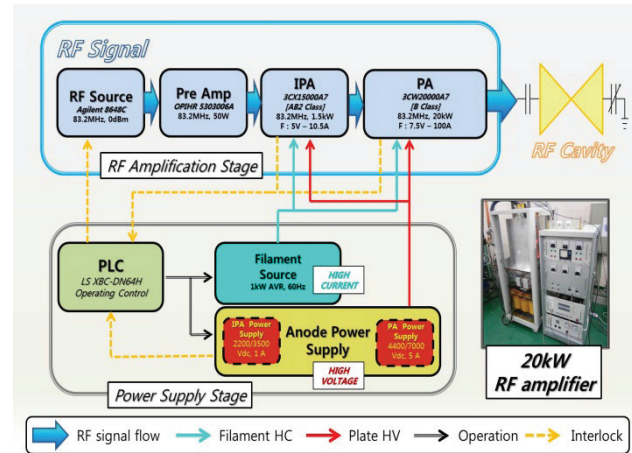 RF Signal
RF Source
Agilent 8648C
83.2MHz, 0dBm
Pre Amp
OPHIR 5303006A
83.2MHz, 50W
IPA
3CX15000A7
[AB2 Class]
83.2MHz, 1.5kW
F : 5V – 10.5A
PA
3CW20000A7
[B Class]
83.2MHz, 20kW
F : 7.5V – 100A
RF Cavity
RF Amplification Stage
PLC
LS XBC-DN64H
Operating Control
Filament
Source
1kW AVR, 60Hz
HIGH
CURRENT
IPA Power
Supply
2200/3500
Vdc, 1 A
Anode Power
Supply
PA Power
Supply
4400/7000
Vdc, 5 A
HIGH
VOLTAGE
Power Supply Stage
20kW
RF amplifier
RF signal flow
Filament HC
Plate HV
Operation
Interlock